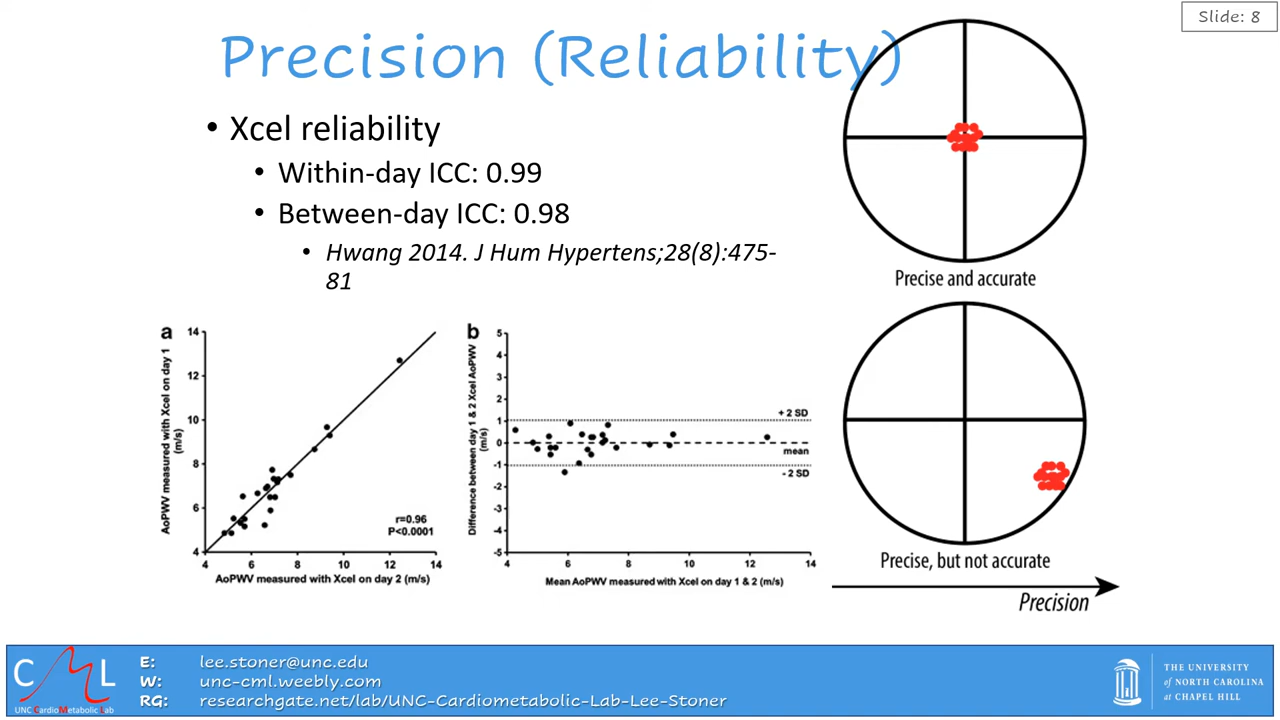 Slide: 8
Precision (Reliability)
• Xcel reliability
• Within-day ICC: 0.99
• Between-day ICC: 0.98
• Hwang 2014. J Hum Hypertens;28(8):475-
81
Precise and accurate
Precise, but not accurate
Precision
a
AoPWV measured with Xcel on day 1
(m/s)
14
12
10
8
6
4
r=0.96
P<0.0001
4 6 8 10 12 14
AoPWV measured with Xcel on day 2 (m/s)
b
Difference between day 1 & 2 Xcel AoPWV
(m/s)
5
4
3
2
1
0
-1
-2
-3
-4
-5
+ 2 SD
mean
- 2 SD
4 6 8 10 12 14
Mean AoPWV measured with Xcel on day 1 & 2 (m/s)
C M L
UNC CardioMetabolic Lab
E: lee.stoner@unc.edu
W: unc-cml.weebly.com
RG: researchgate.net/lab/UNC-Cardiometabolic-Lab-Lee-Stoner
THE UNIVERSITY
of NORTH CAROLINA
at CHAPEL HILL